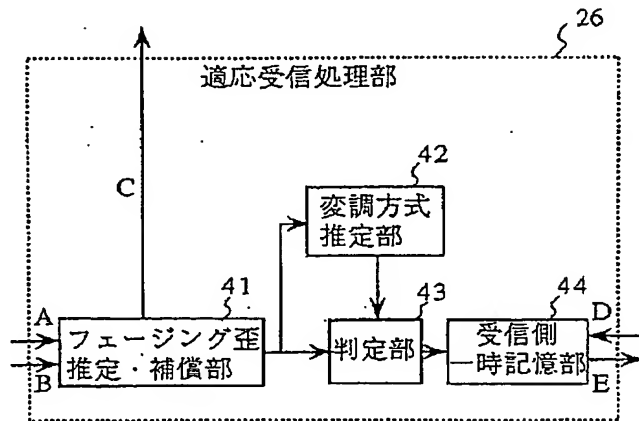 26
適応受信処理部
C
42
変調方式
推定部
A
41
フェージング歪
推定・補償部
B
43
判定部
44
受信側
一時記憶部
D
E